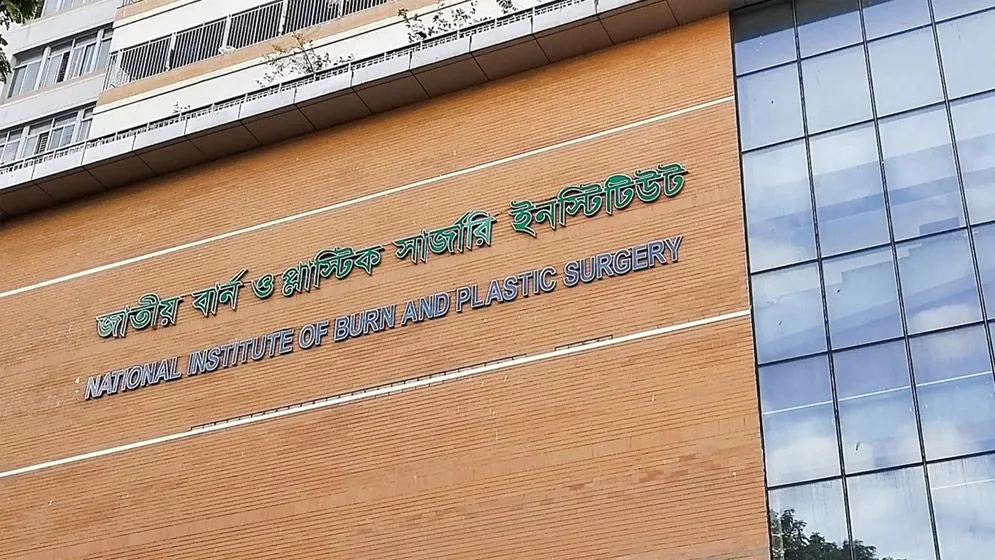 জাতীয় বার্ন ও প্লাস্টিক সার্জারি ইনস্টিটিউট
NATIONAL INSTITUTE OF BURN AND PLASTIC SURGERY